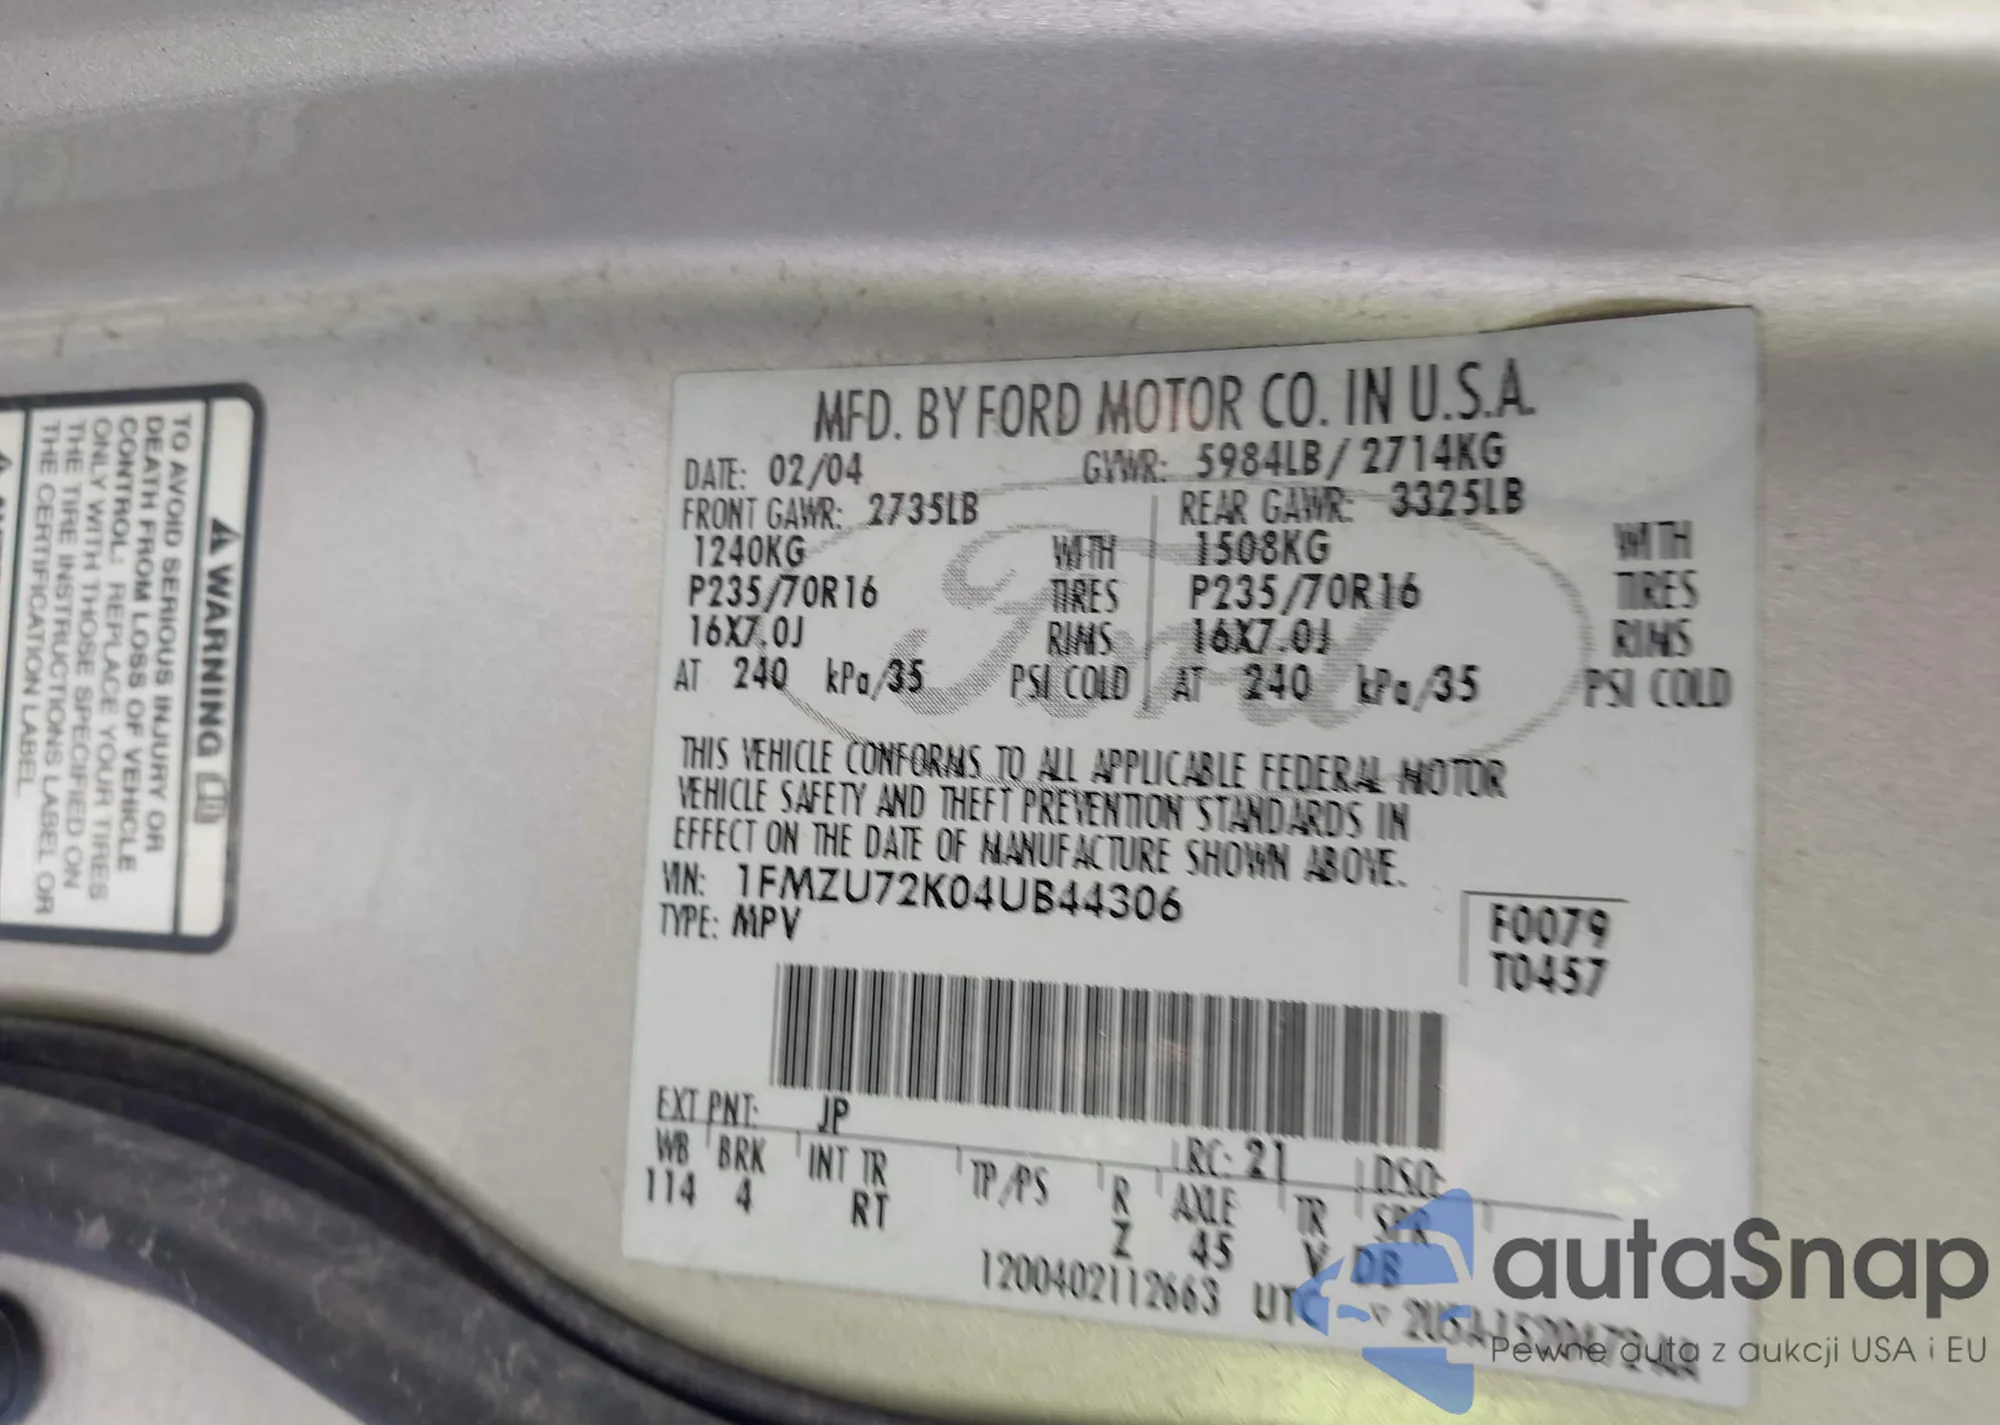 ⚠ WARNING
TO AVOID SERIOUS INJURY OR
DEATH FROM LOSS OF VEHICLE
CONTROL: REPLACE YOUR TIRES
ONLY WITH THOSE SPECIFIED ON
THE TIRE INSTRUCTIONS LABEL OR
THE CERTIFICATION LABEL.
MFD. BY FORD MOTOR CO. IN U.S.A.
DATE: 02/04 GVWR: 5984LB / 2714KG
FRONT GAWR: 2735LB REAR GAWR: 3325LB
1240KG WITH 1508KG WITH
P235/70R16 TIRES P235/70R16 TIRES
16X7.0J RIMS 16X7.0J RIMS
AT 240 kPa/35 PSI COLD AT 240 kPa/35 PSI COLD
Ford
THIS VEHICLE CONFORMS TO ALL APPLICABLE FEDERAL MOTOR
VEHICLE SAFETY AND THEFT PREVENTION STANDARDS IN
EFFECT ON THE DATE OF MANUFACTURE SHOWN ABOVE.
VIN: 1FMZU72K04UB44306
TYPE: MPV
F0079
T0457
EXT PNT: JP RC: 21 DSO:
WB BRK INT TR TP/PS R AXLE TR SPR
114 4 RT Z 45 V DB
1200402112663 UTC
autaSnap
Pewne auta z aukcji USA i EU